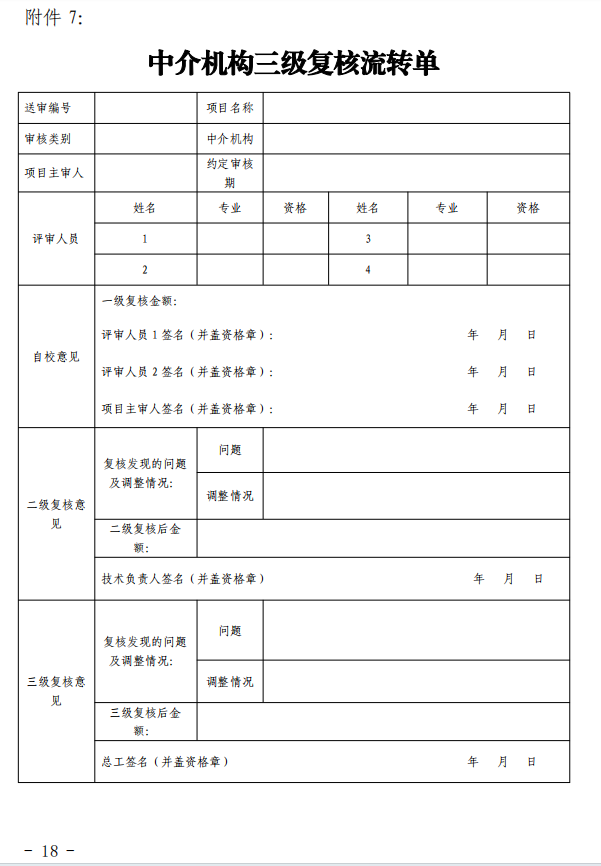 附件 7：
中介机构三级复核流转单
送审编号 项目名称
审核类别 中介机构
项目主审人 约定审核
期
评审人员 姓名 专业 资格 姓名 专业 资格
1 3
2 4
自校意见
一级复核金额：
评审人员 1 签名（并盖资格章）： 年 月 日
评审人员 2 签名（并盖资格章）： 年 月 日
项目主审人签名（并盖资格章）： 年 月 日
二级复核意
见
复核发现的问题
及调整情况：
问题
调整情况
二级复核后金
额：
技术负责人签名（并盖资格章） 年 月 日
三级复核意
见
复核发现的问题
及调整情况：
问题
调整情况
三级复核后金
额：
总工签名（并盖资格章） 年 月 日
- 18 -